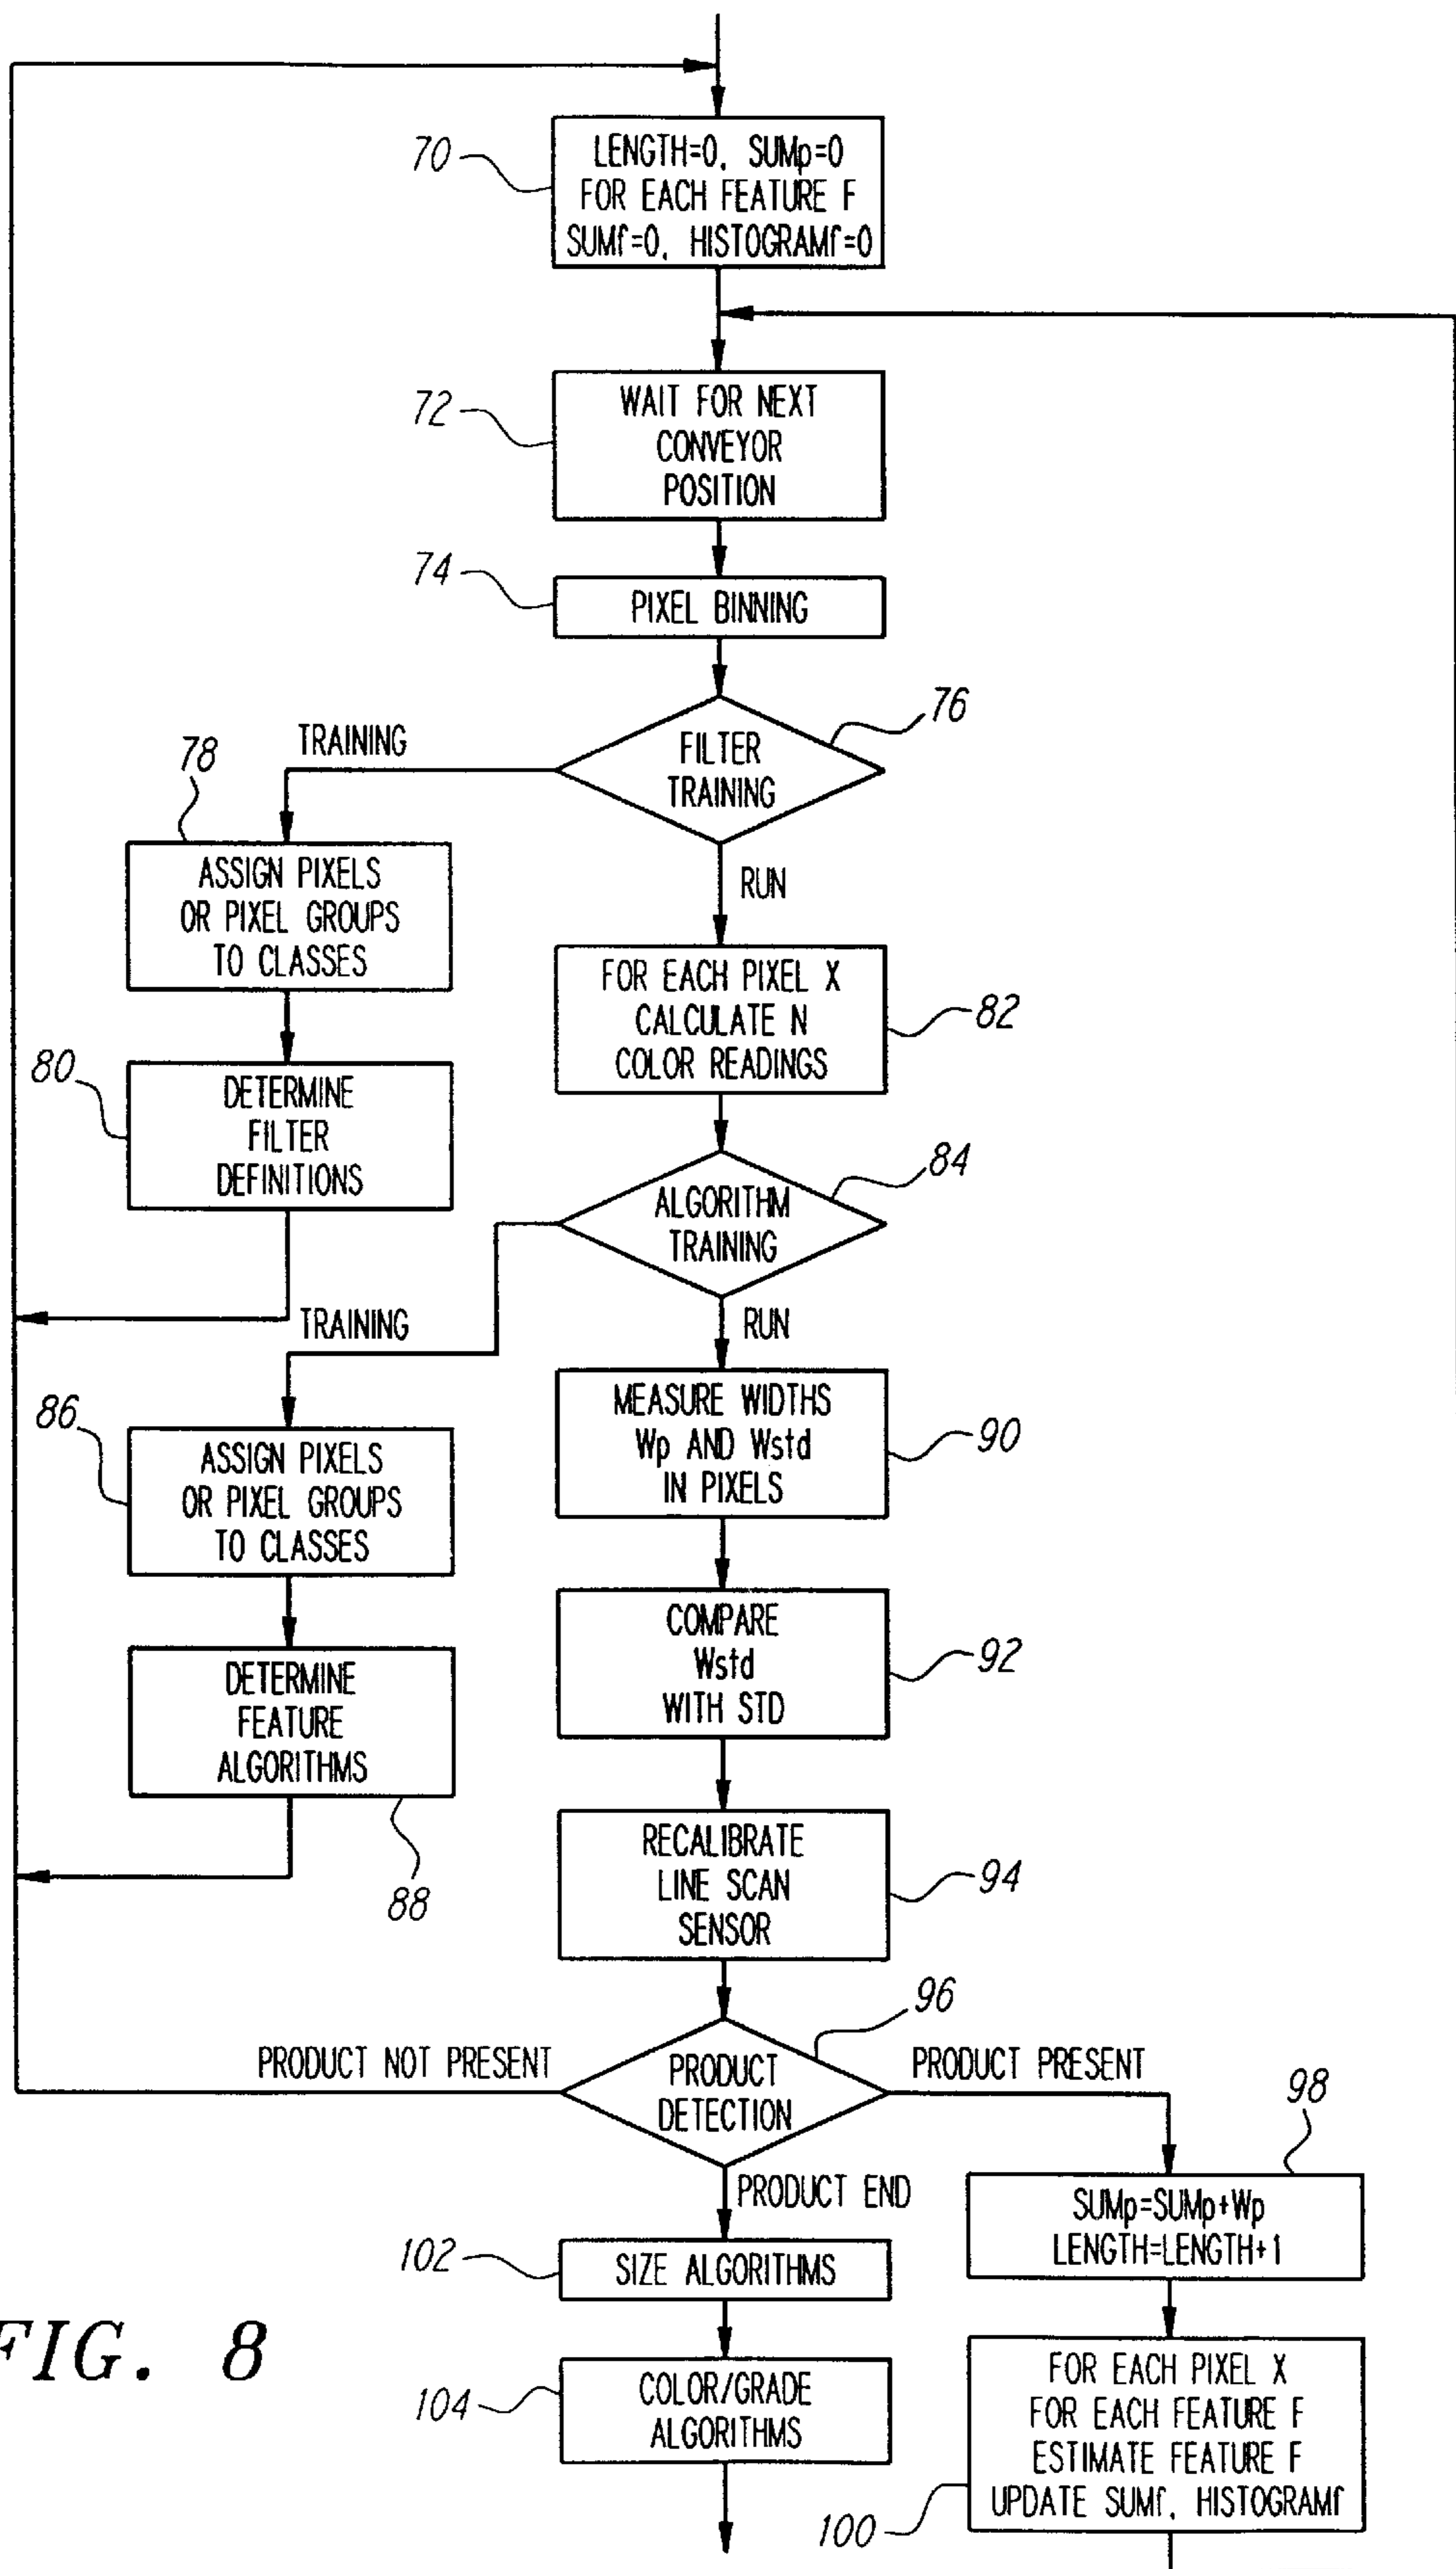 70
LENGTH=0, SUMp=0
FOR EACH FEATURE F
SUMf=0, HISTOGRAMf=0
72
WAIT FOR NEXT
CONVEYOR
POSITION
74
PIXEL BINNING
76
FILTER
TRAINING
TRAINING
RUN
78
ASSIGN PIXELS
OR PIXEL GROUPS
TO CLASSES
80
DETERMINE
FILTER
DEFINITIONS
82
FOR EACH PIXEL X
CALCULATE N
COLOR READINGS
84
ALGORITHM
TRAINING
TRAINING
RUN
86
ASSIGN PIXELS
OR PIXEL GROUPS
TO CLASSES
88
DETERMINE
FEATURE
ALGORITHMS
90
MEASURE WIDTHS
Wp AND Wstd
IN PIXELS
92
COMPARE
Wstd
WITH STD
94
RECALIBRATE
LINE SCAN
SENSOR
96
PRODUCT
DETECTION
PRODUCT NOT PRESENT
PRODUCT PRESENT
PRODUCT END
98
SUMp=SUMp+Wp
LENGTH=LENGTH+1
100
FOR EACH PIXEL X
FOR EACH FEATURE F
ESTIMATE FEATURE F
UPDATE SUMf, HISTOGRAMf
102
SIZE ALGORITHMS
104
COLOR/GRADE
ALGORITHMS
FIG. 8